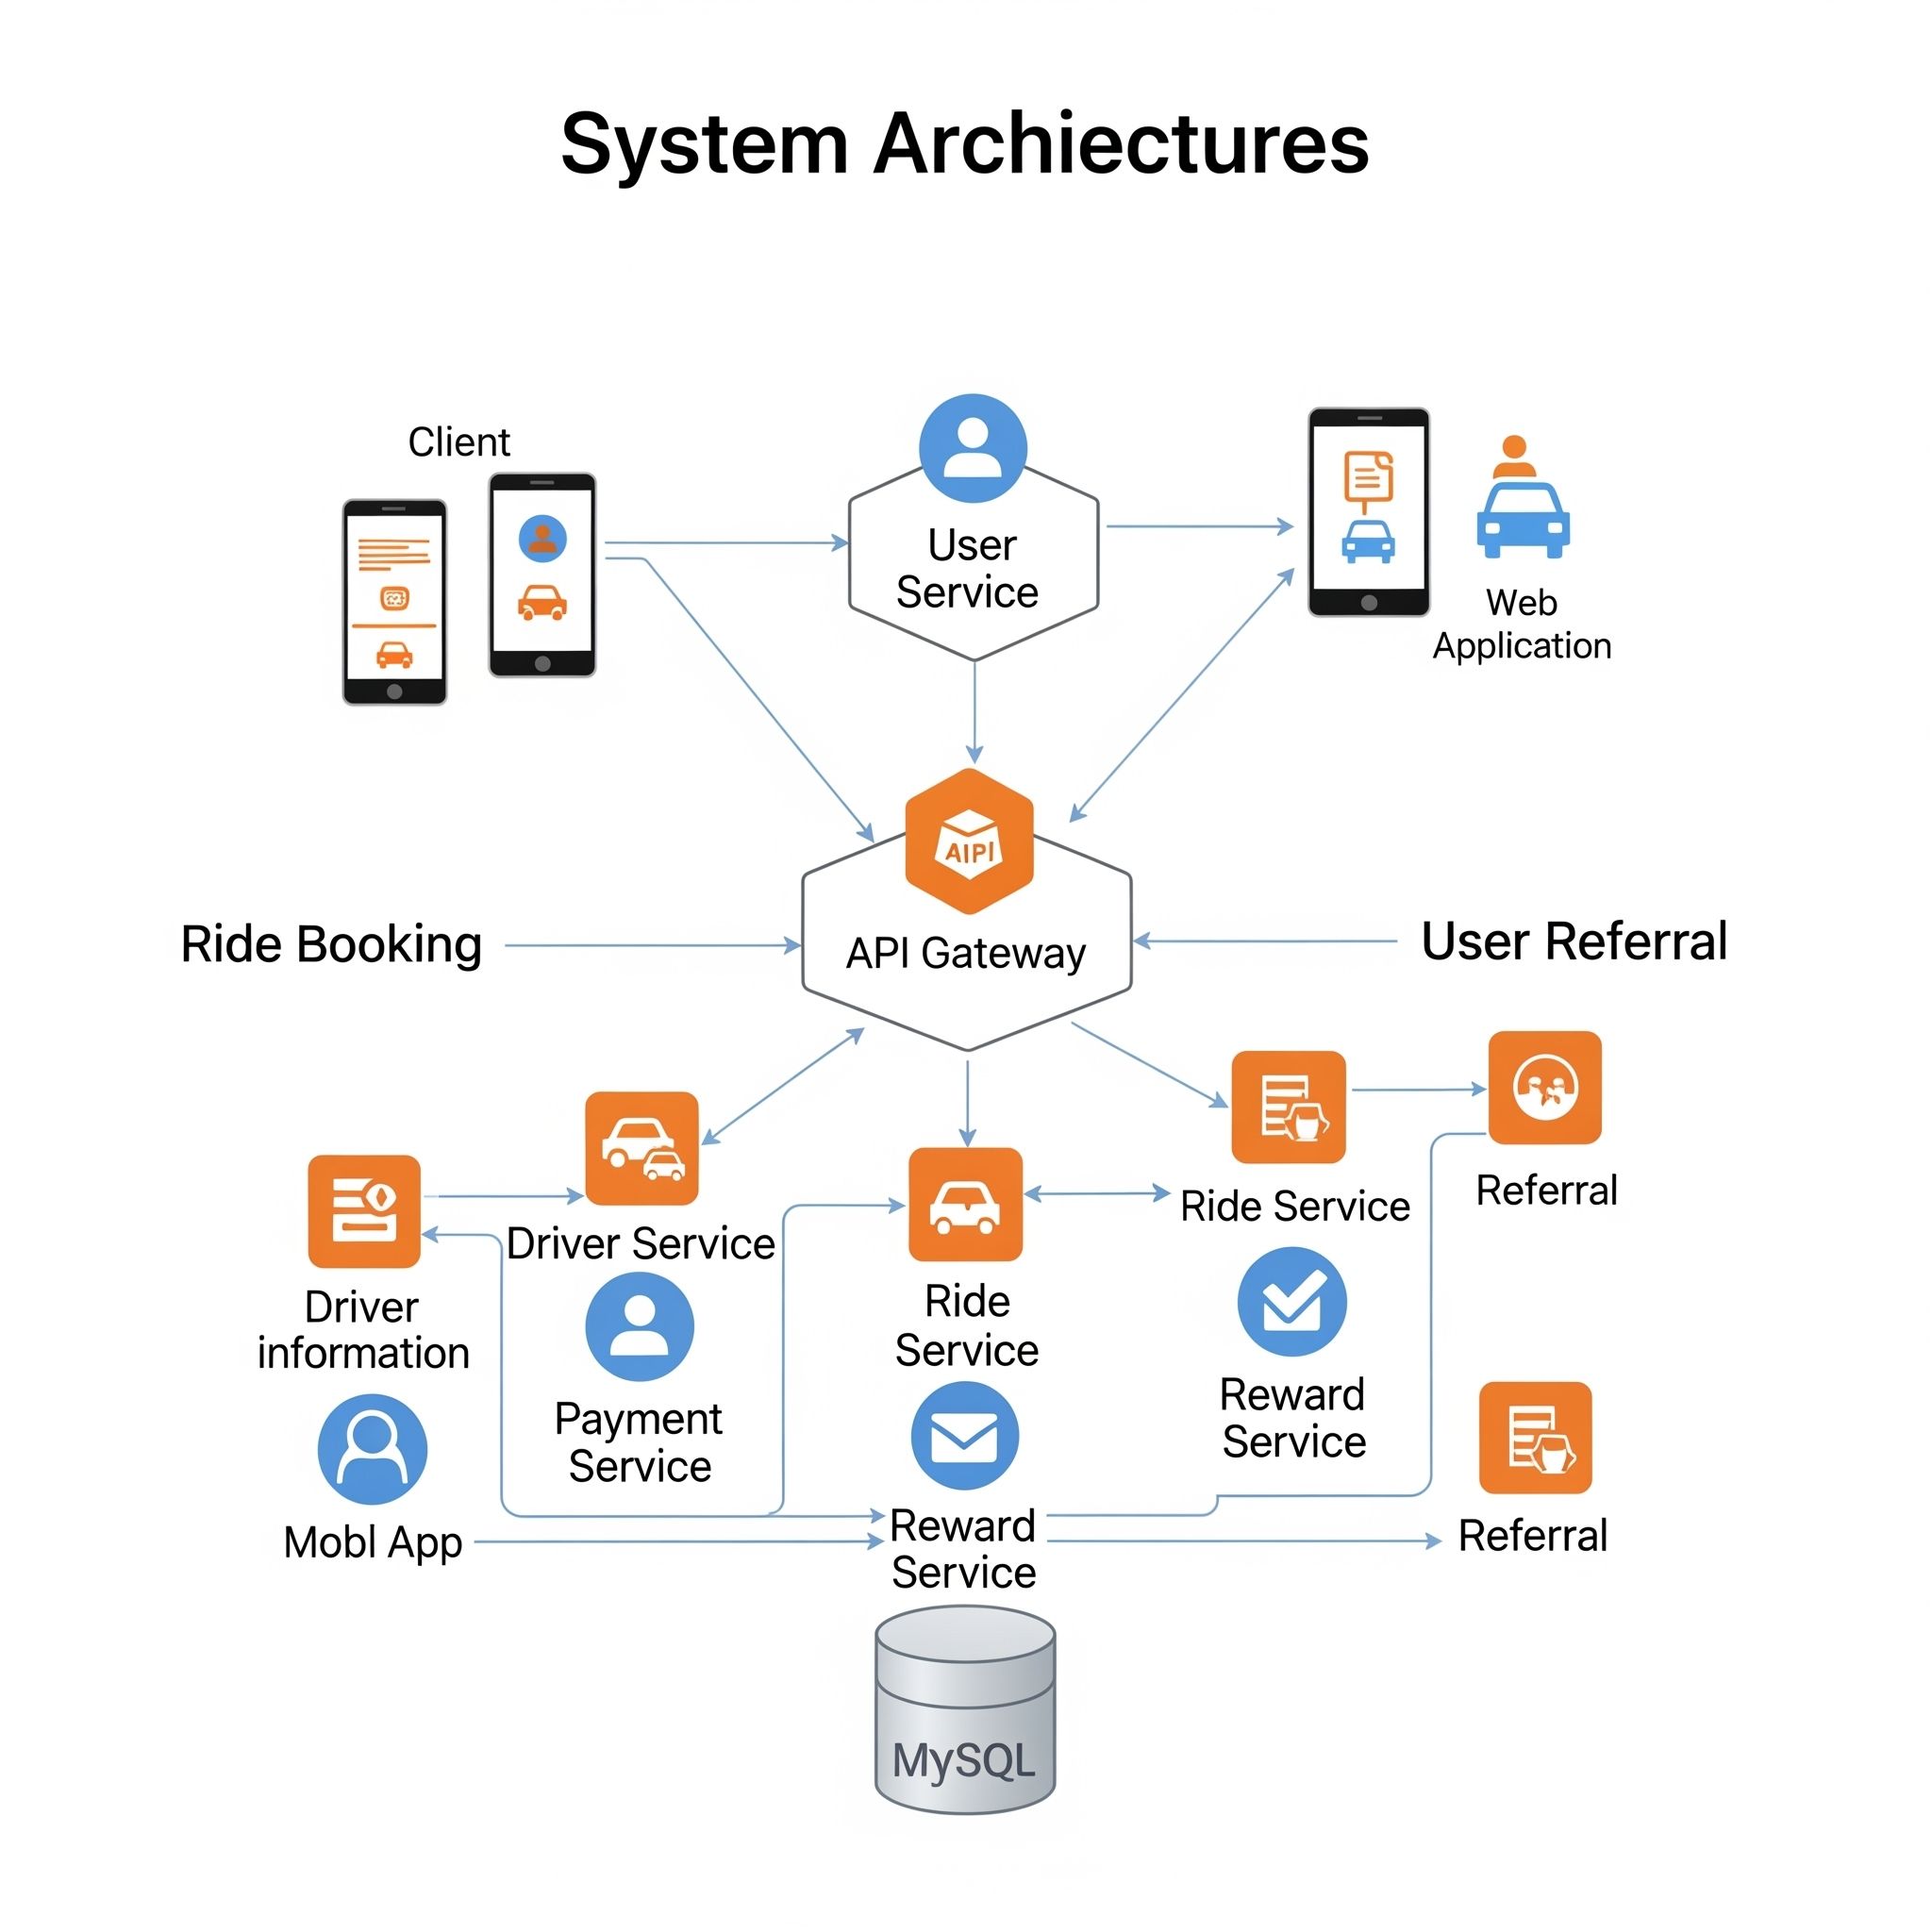 System Archiectures
Client
User
Service
Web
Application
AIPI
API Gateway
Ride Booking
User Referral
Driver Service
Ride Service
Referral
Driver
information
Ride
Service
Payment
Service
Reward
Service
Mobl App
Reward
Service
Referral
MySQL